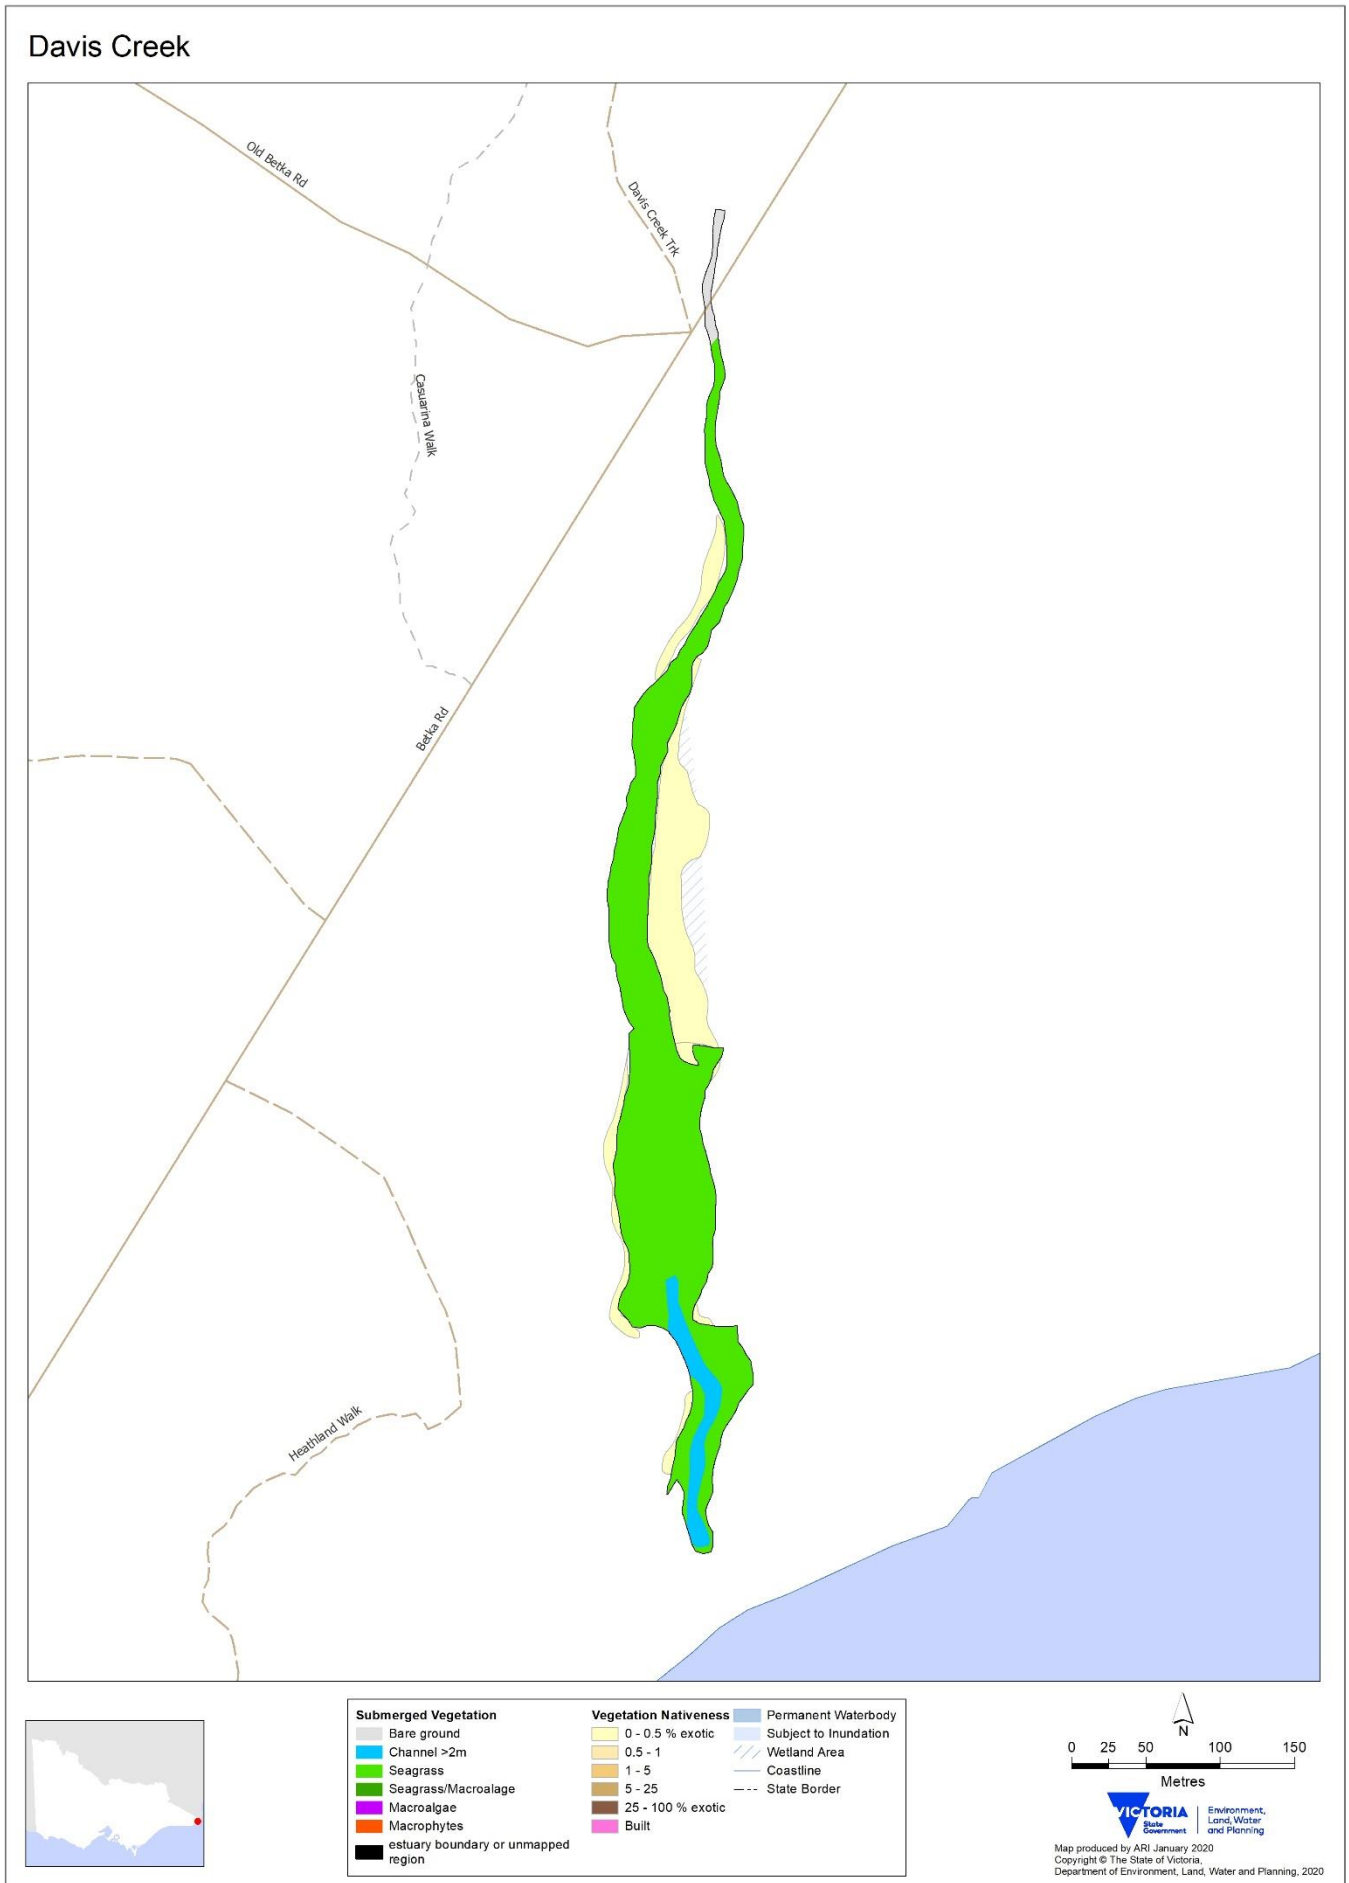 Davis Creek
Old Betka Rd
Davis Creek Trk
Casuarina Walk
Betka Rd
Heathland Walk
Submerged Vegetation
Bare ground
Channel >2m
Seagrass
Seagrass/Macroalage
Macroalgae
Macrophytes
estuary boundary or unmapped
region
Vegetation Nativeness
0 - 0.5 % exotic
0.5 - 1
1 - 5
5 - 25
25 - 100 % exotic
Built
Permanent Waterbody
Subject to Inundation
Wetland Area
Coastline
State Border
N
0 25 50 100 150
Metres
VICTORIA
State
Government
Environment,
Land, Water
and Planning
Map produced by ARI January 2020
Copyright © The State of Victoria,
Department of Environment, Land, Water and Planning, 2020